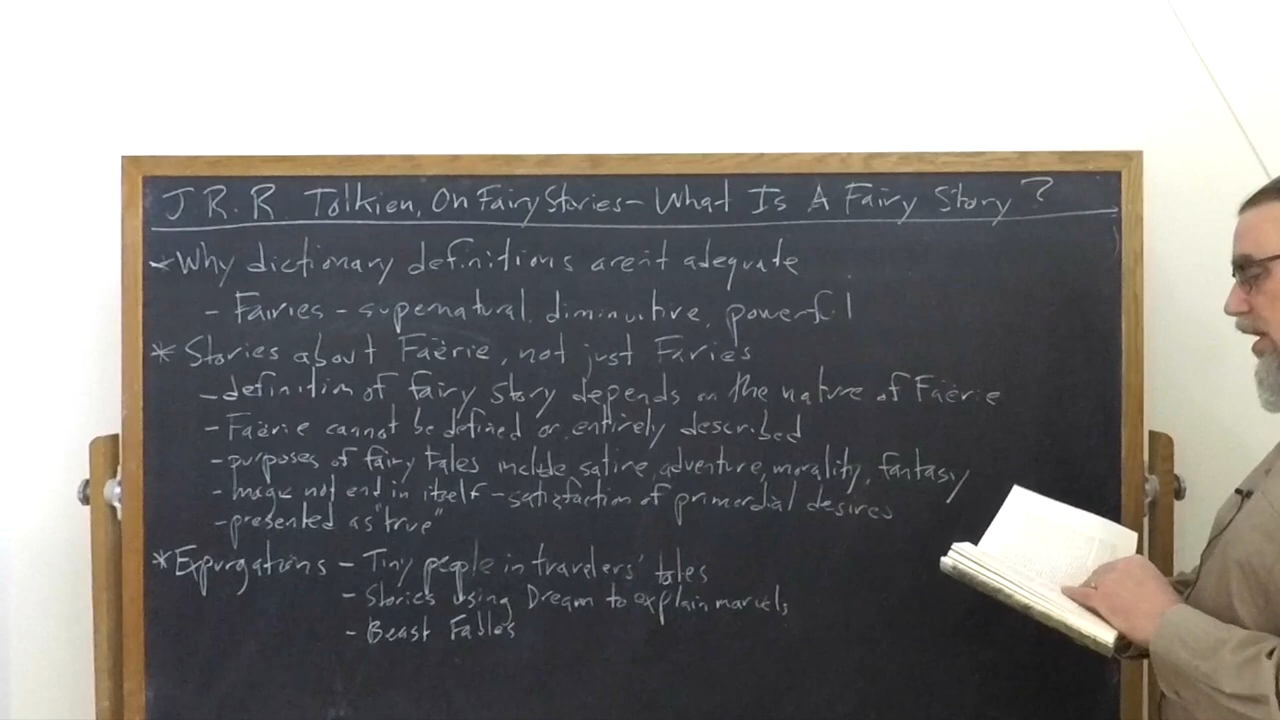 J R. R Tolkien, On Fairy Stories - What Is A Fairy Story?
* Why dictionary definitions aren't adequate
- Fairies - supernatural, diminuitive, powerful
* Stories about Faërie, not just Faries
- definition of fairy story depends on the nature of Faërie
- Faërie cannot be defined or entirely described
- purposes of fairy tales include satire, adventure, morality, fantasy
- magic not end in itself - satisfaction of primordial desires
- presented as "true"
* Expurgations - Tiny people in travelers' tales
- Stories using Dream to explain marvels
- Beast Fables